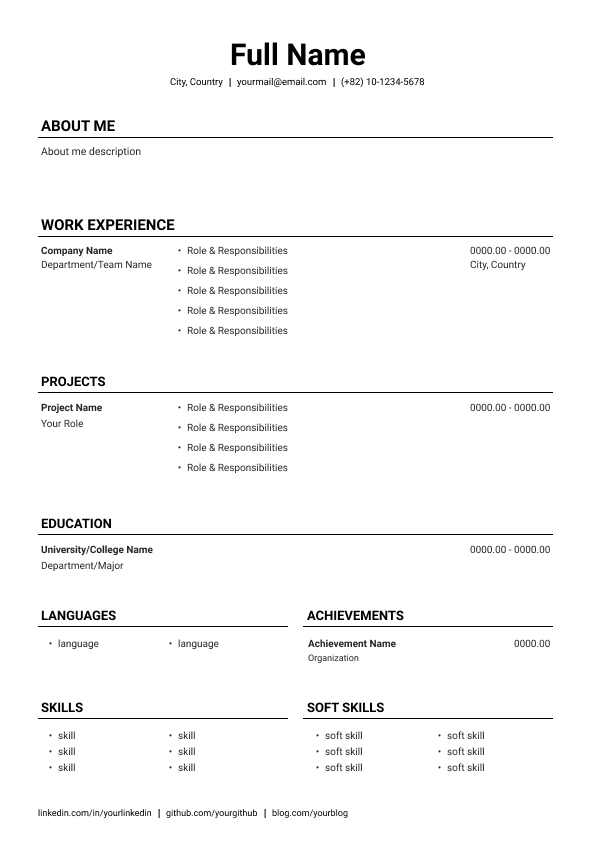 Full Name
City, Country | yourmail@email.com | (+82) 10-1234-5678
ABOUT ME
About me description
WORK EXPERIENCE
Company Name
Department/Team Name
• Role & Responsibilities
• Role & Responsibilities
• Role & Responsibilities
• Role & Responsibilities
• Role & Responsibilities
0000.00 - 0000.00
City, Country
PROJECTS
Project Name
Your Role
• Role & Responsibilities
• Role & Responsibilities
• Role & Responsibilities
• Role & Responsibilities
0000.00 - 0000.00
EDUCATION
University/College Name
Department/Major
0000.00 - 0000.00
LANGUAGES
• language • language
ACHIEVEMENTS
Achievement Name 0000.00
Organization
SKILLS
• skill • skill
• skill • skill
• skill • skill
SOFT SKILLS
• soft skill • soft skill
• soft skill • soft skill
• soft skill • soft skill
linkedin.com/in/yourlinkedin | github.com/yourgithub | blog.com/yourblog